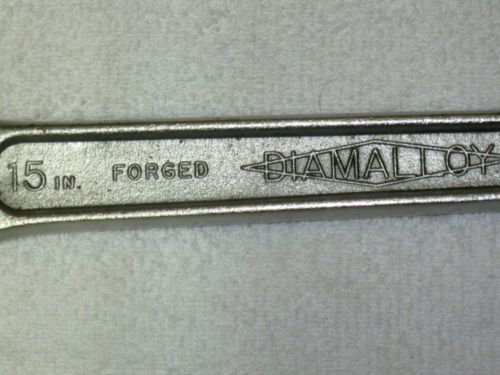 15 IN. FORGED DIAMALLOY